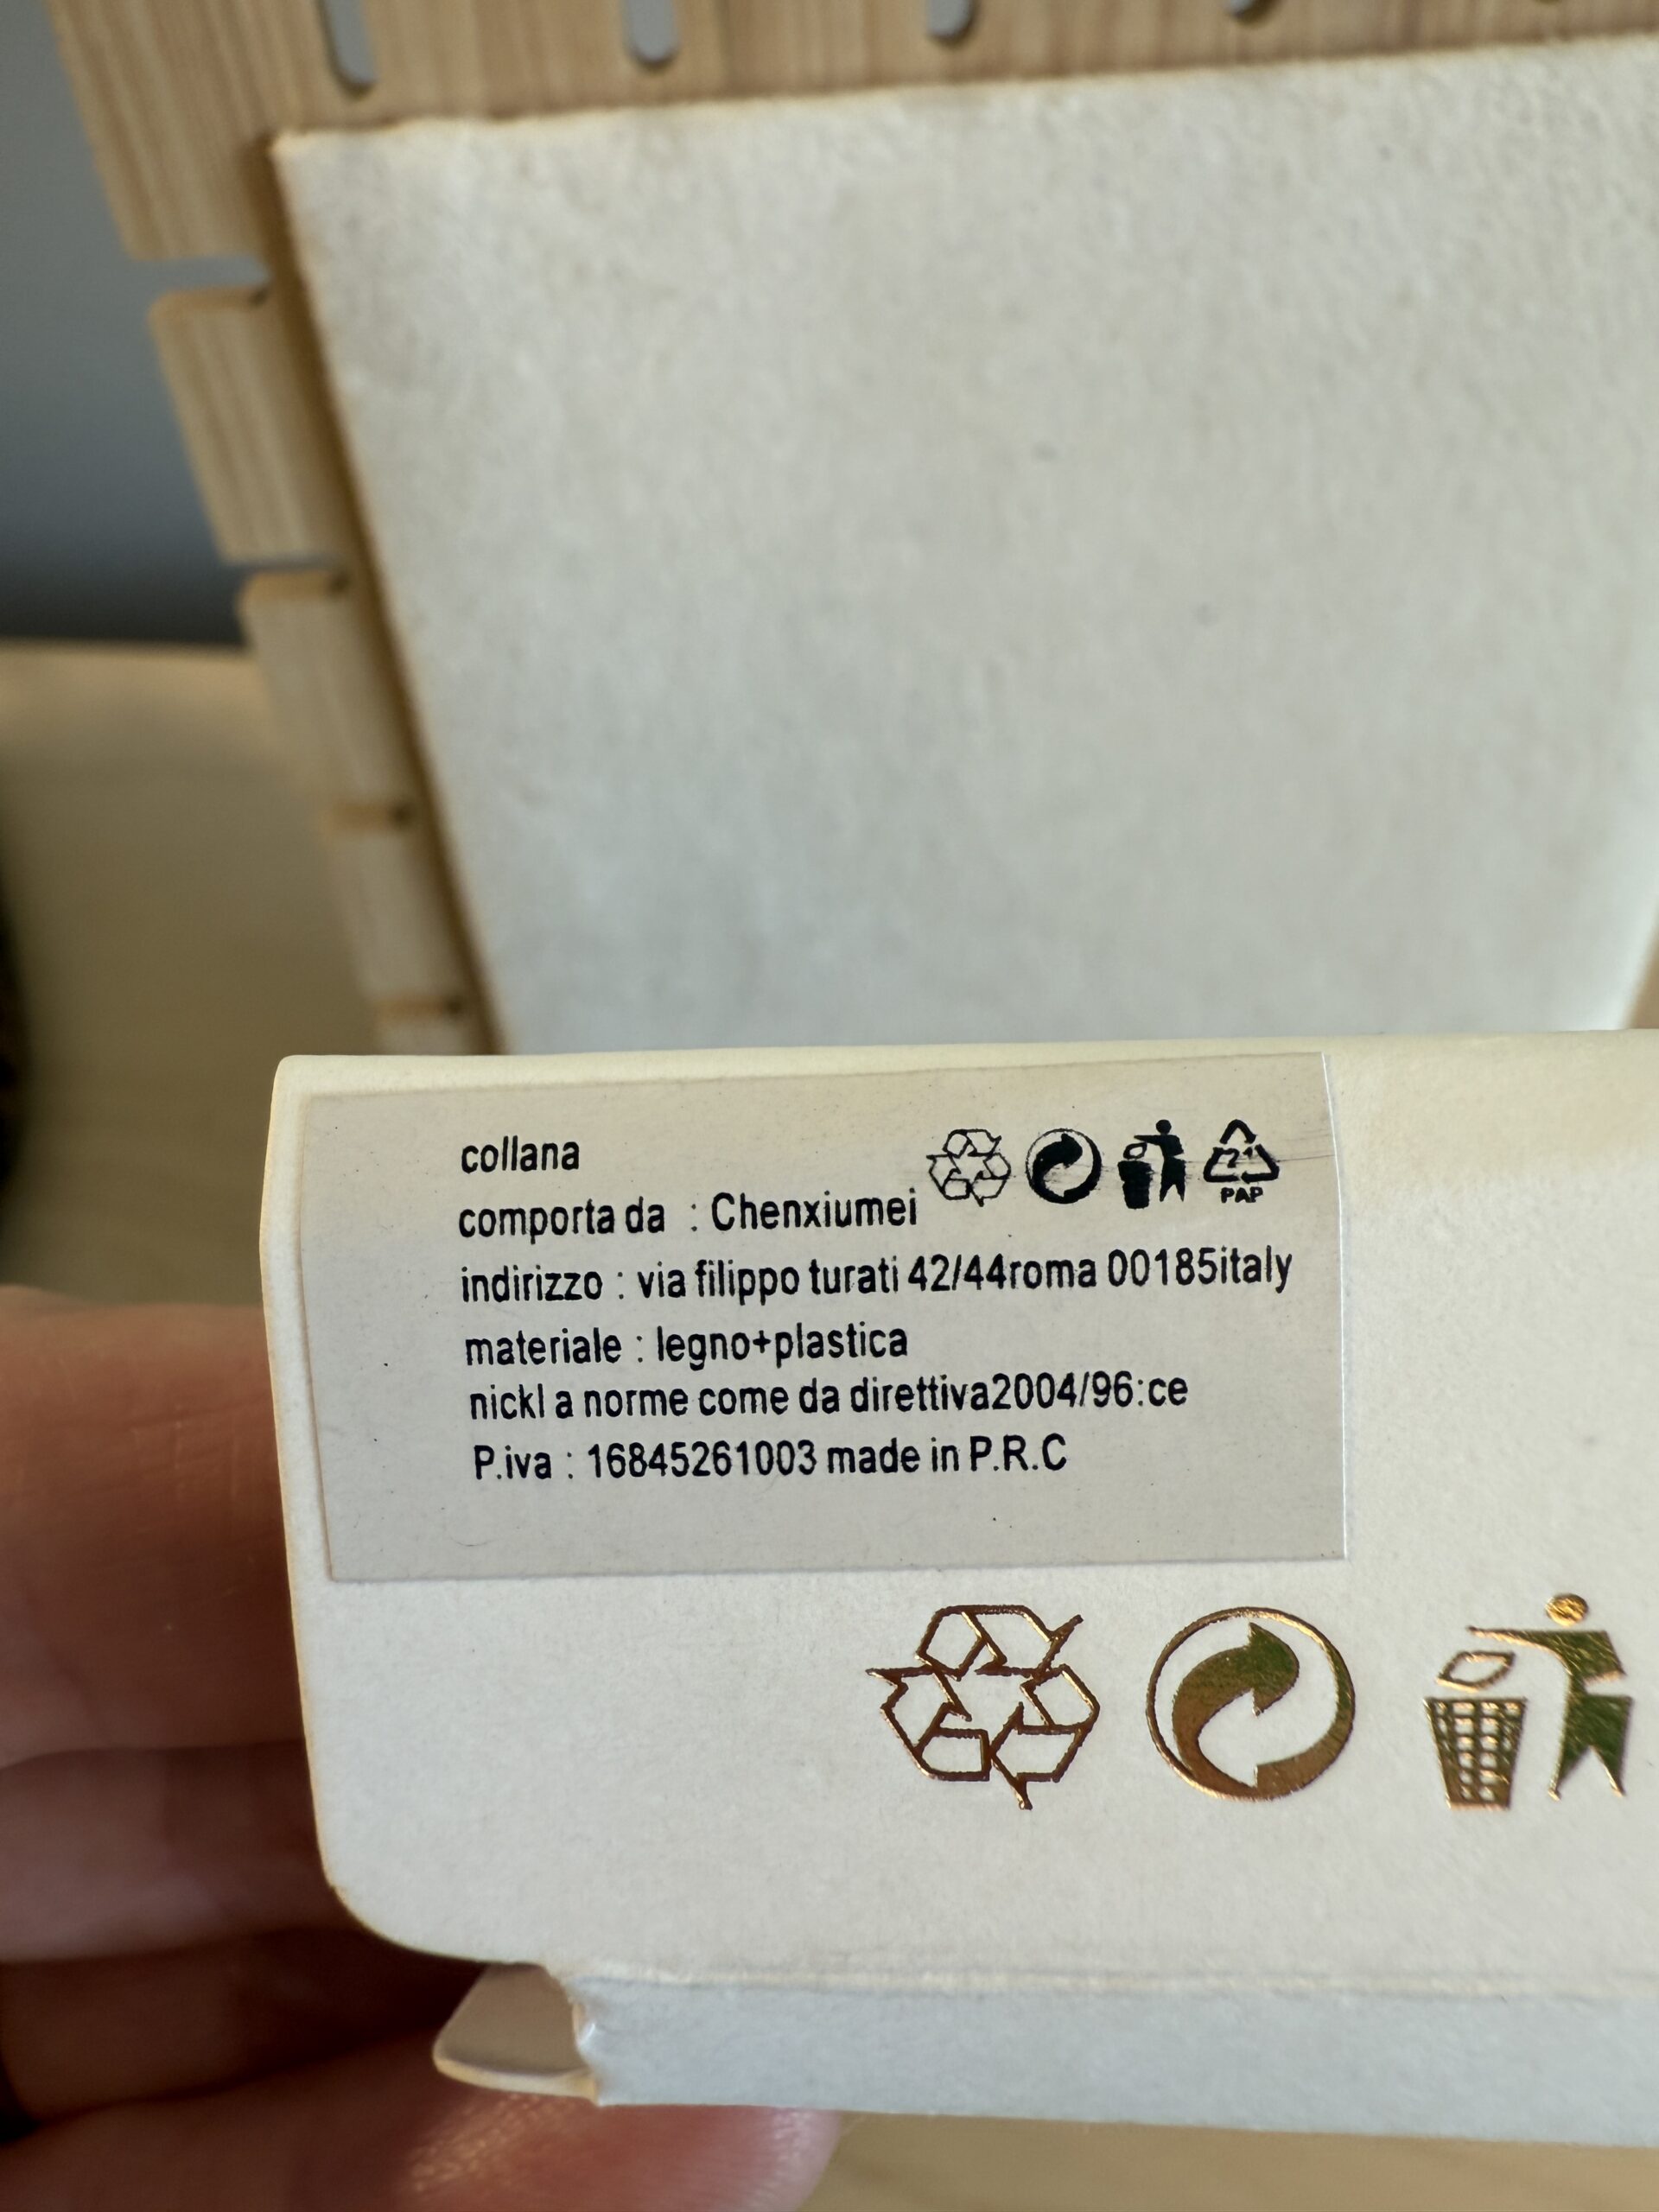 collana
comporta da : Chenxiumei
21
PAP
indirizzo : via filippo turati 42/44roma 00185italy
materiale : legno+plastica
nickl a norme come da direttiva2004/96:ce
P.iva : 16845261003 made in P.R.C